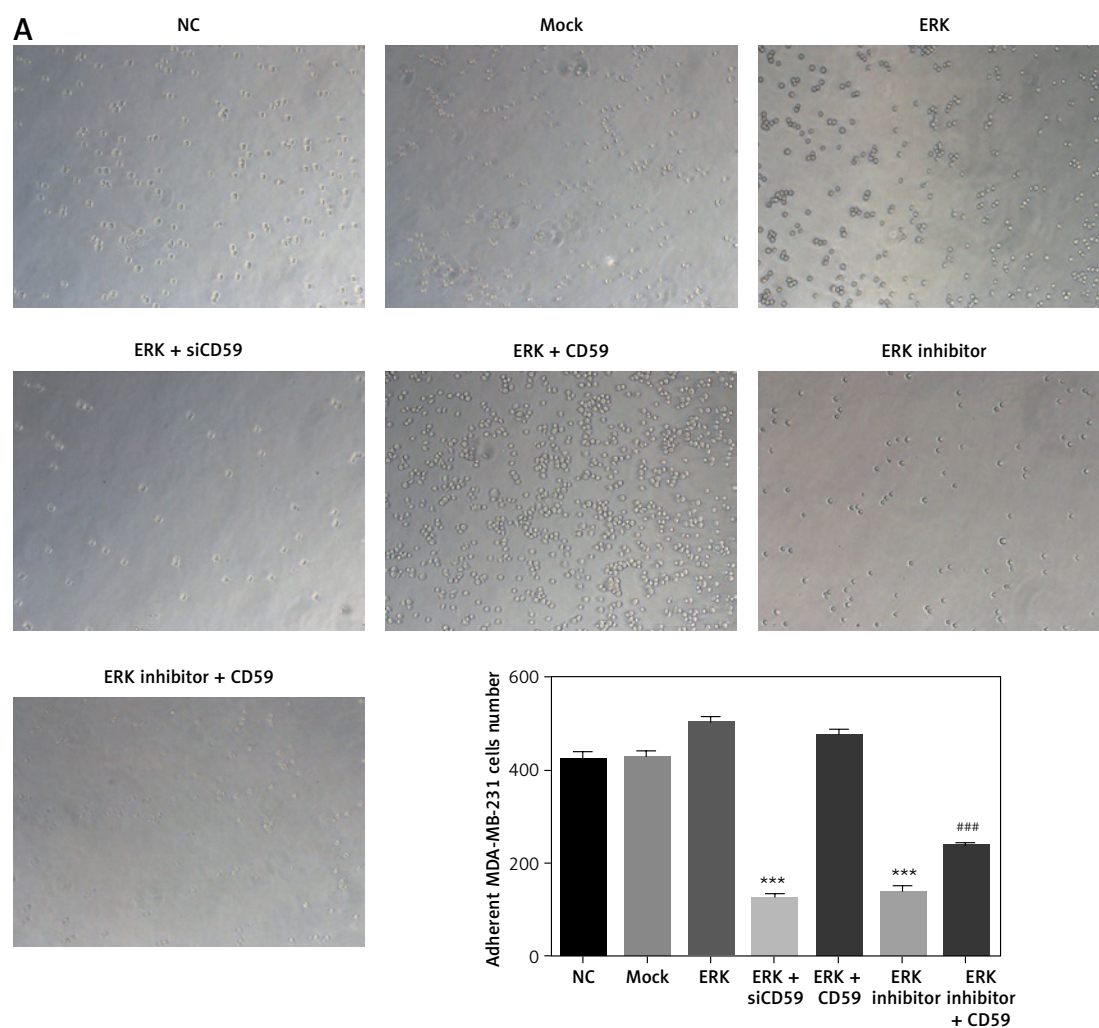 A
NC
Mock
ERK
ERK + siCD59
ERK + CD59
ERK inhibitor
ERK inhibitor + CD59
Adherent MDA-MB-231 cells number
600
400
200
0
***
***
###
NC
Mock
ERK
ERK +
siCD59
ERK +
CD59
ERK
inhibitor
ERK
inhibitor
+ CD59